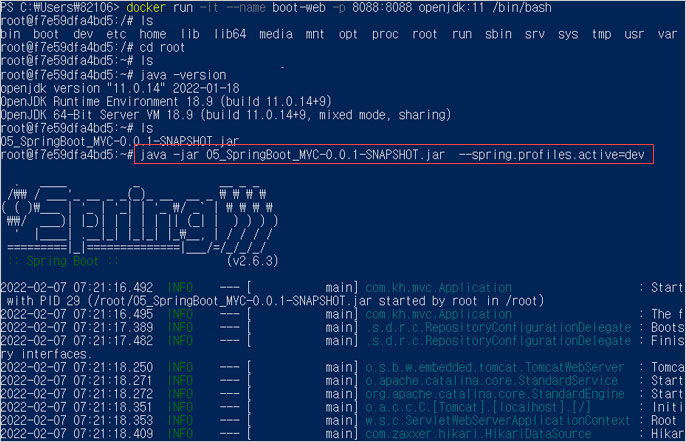 PS C:₩Users₩82106> docker run -it --name boot-web -p 8088:8088 openjdk:11 /bin/bash
root@f7e59dfa4bd5:/# ls
bin  boot  dev  etc  home  lib  lib64  media  mnt  opt  proc  root  run  sbin  srv  sys  tmp  usr  var
root@f7e59dfa4bd5:/# cd root
root@f7e59dfa4bd5:~# ls
root@f7e59dfa4bd5:~# java -version
openjdk version "11.0.14" 2022-01-18
OpenJDK Runtime Environment 18.9 (build 11.0.14+9)
OpenJDK 64-Bit Server VM 18.9 (build 11.0.14+9, mixed mode, sharing)
root@f7e59dfa4bd5:~# ls
05_SpringBoot_MVC-0.0.1-SNAPSHOT.jar
root@f7e59dfa4bd5:~# java -jar 05_SpringBoot_MVC-0.0.1-SNAPSHOT.jar  --spring.profiles.active=dev
Spring
:: Spring Boot ::                (v2.6.3)
2022-02-07 07:21:16.492  INFO   --- [           main] com.kh.mvc.Application                   : Start
with PID 29 (/root/05_SpringBoot_MVC-0.0.1-SNAPSHOT.jar started by root in /root)
2022-02-07 07:21:16.495  INFO   --- [           main] com.kh.mvc.Application                   : The f
2022-02-07 07:21:17.389  INFO   --- [           main] .s.d.r.c.RepositoryConfigurationDelegate : Boots
2022-02-07 07:21:17.482  INFO   --- [           main] .s.d.r.c.RepositoryConfigurationDelegate : Finis
ry interfaces.
2022-02-07 07:21:18.250  INFO   --- [           main] o.s.b.w.embedded.tomcat.TomcatWebServer  : Tomca
2022-02-07 07:21:18.271  INFO   --- [           main] o.apache.catalina.core.StandardService   : Start
2022-02-07 07:21:18.272  INFO   --- [           main] org.apache.catalina.core.StandardEngine  : Start
2022-02-07 07:21:18.351  INFO   --- [           main] o.a.c.c.C.[Tomcat].[localhost].[/]       : Initi
2022-02-07 07:21:18.353  INFO   --- [           main] w.s.c.ServletWebServerApplicationContext : Root
2022-02-07 07:21:18.409  INFO   --- [           main] com.zaxxer.hikari.HikariDataSource       : Hikar